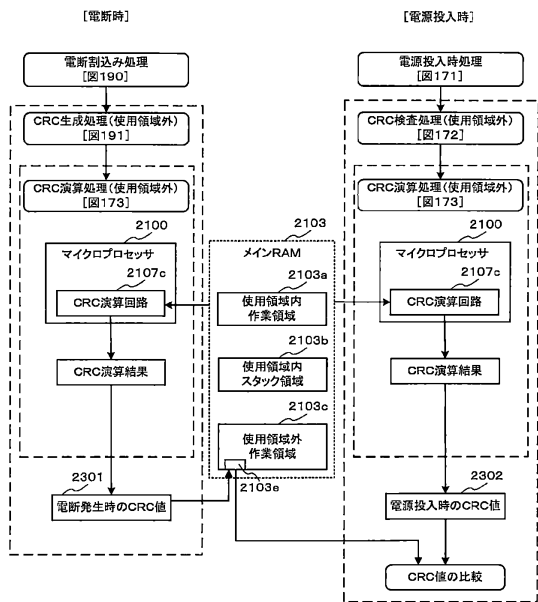 [電断時]
電断割込み処理
[図190]
CRC生成処理(使用領域外)
[図191]
CRC演算処理(使用領域外)
[図173]
2100
マイクロプロセッサ
2107c
CRC演算回路
CRC演算結果
2301
電断発生時のCRC値
2103
メインRAM
2103a
使用領域内
作業領域
2103b
使用領域内
スタック領域
2103c
使用領域外
作業領域
2103e
[電源投入時]
電源投入時処理
[図171]
CRC検査処理(使用領域外)
[図172]
CRC演算処理(使用領域外)
[図173]
2100
マイクロプロセッサ
2107c
CRC演算回路
CRC演算結果
2302
電源投入時のCRC値
CRC値の比較